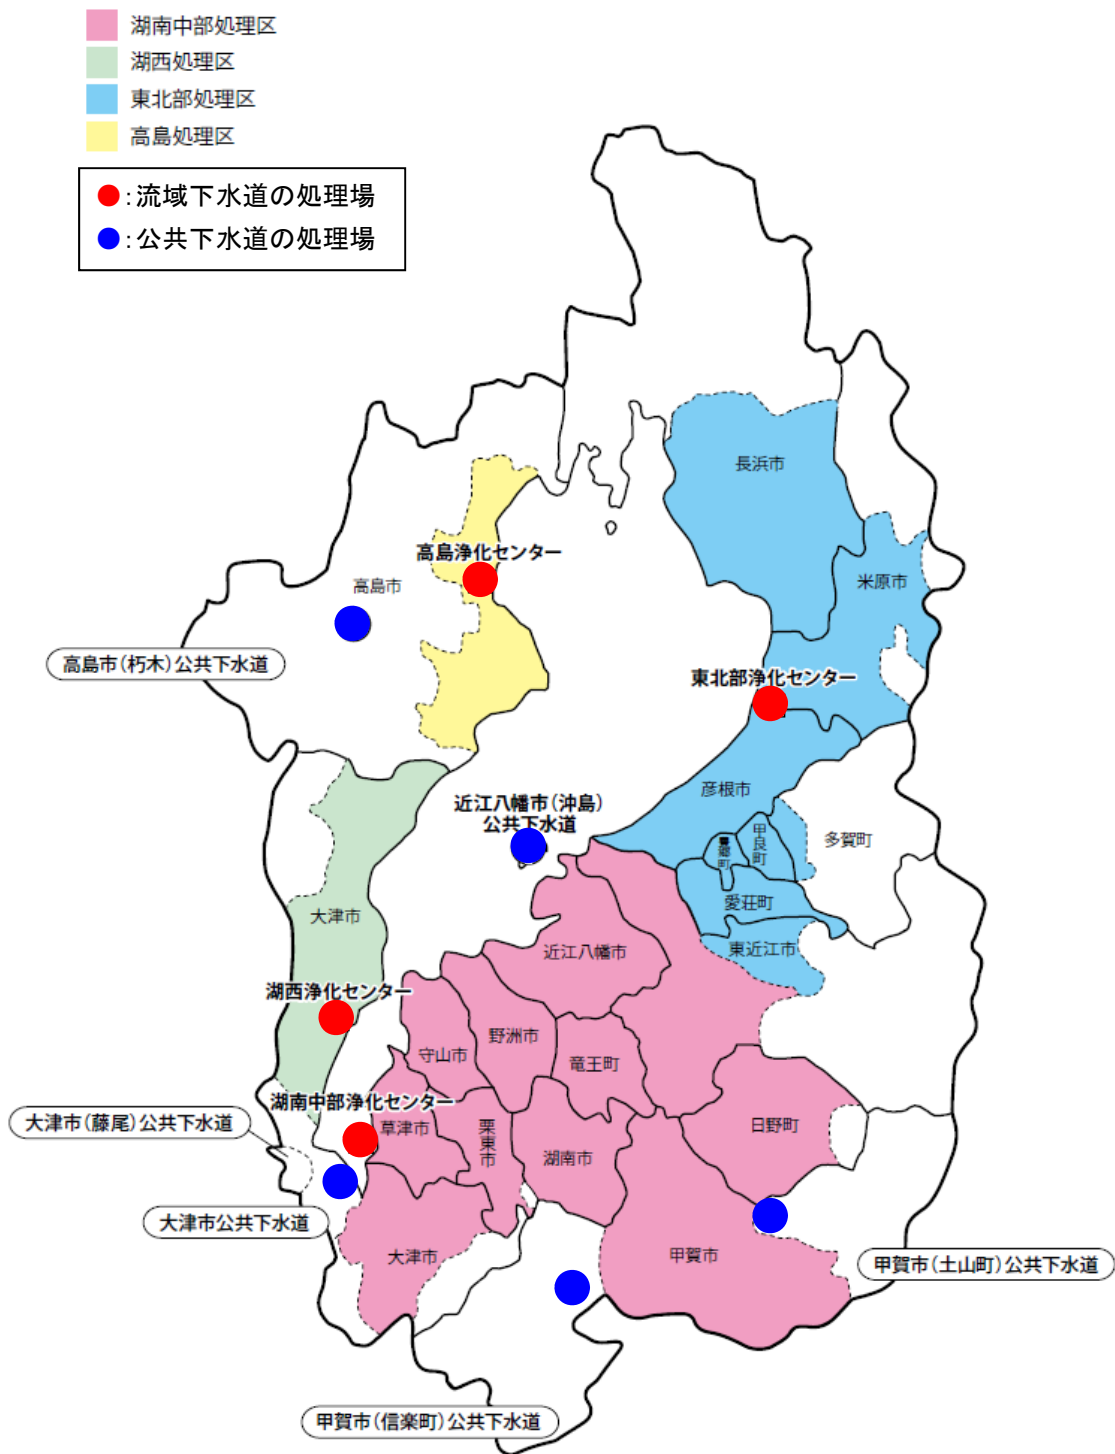 湖南中部処理区
湖西処理区
東北部処理区
高島処理区
●:流域下水道の処理場
●:公共下水道の処理場
長浜市
高島浄化センター
高島市
米原市
高島市(朽木)公共下水道
東北部浄化センター
彦根市
近江八幡市(沖島)
公共下水道
豊郷町
甲良町
多賀町
愛荘町
大津市
東近江市
近江八幡市
湖西浄化センター
野洲市
守山市
竜王町
湖南中部浄化センター
大津市(藤尾)公共下水道
草津市
栗東市
日野町
湖南市
大津市公共下水道
大津市
甲賀市
甲賀市(土山町)公共下水道
甲賀市(信楽町)公共下水道